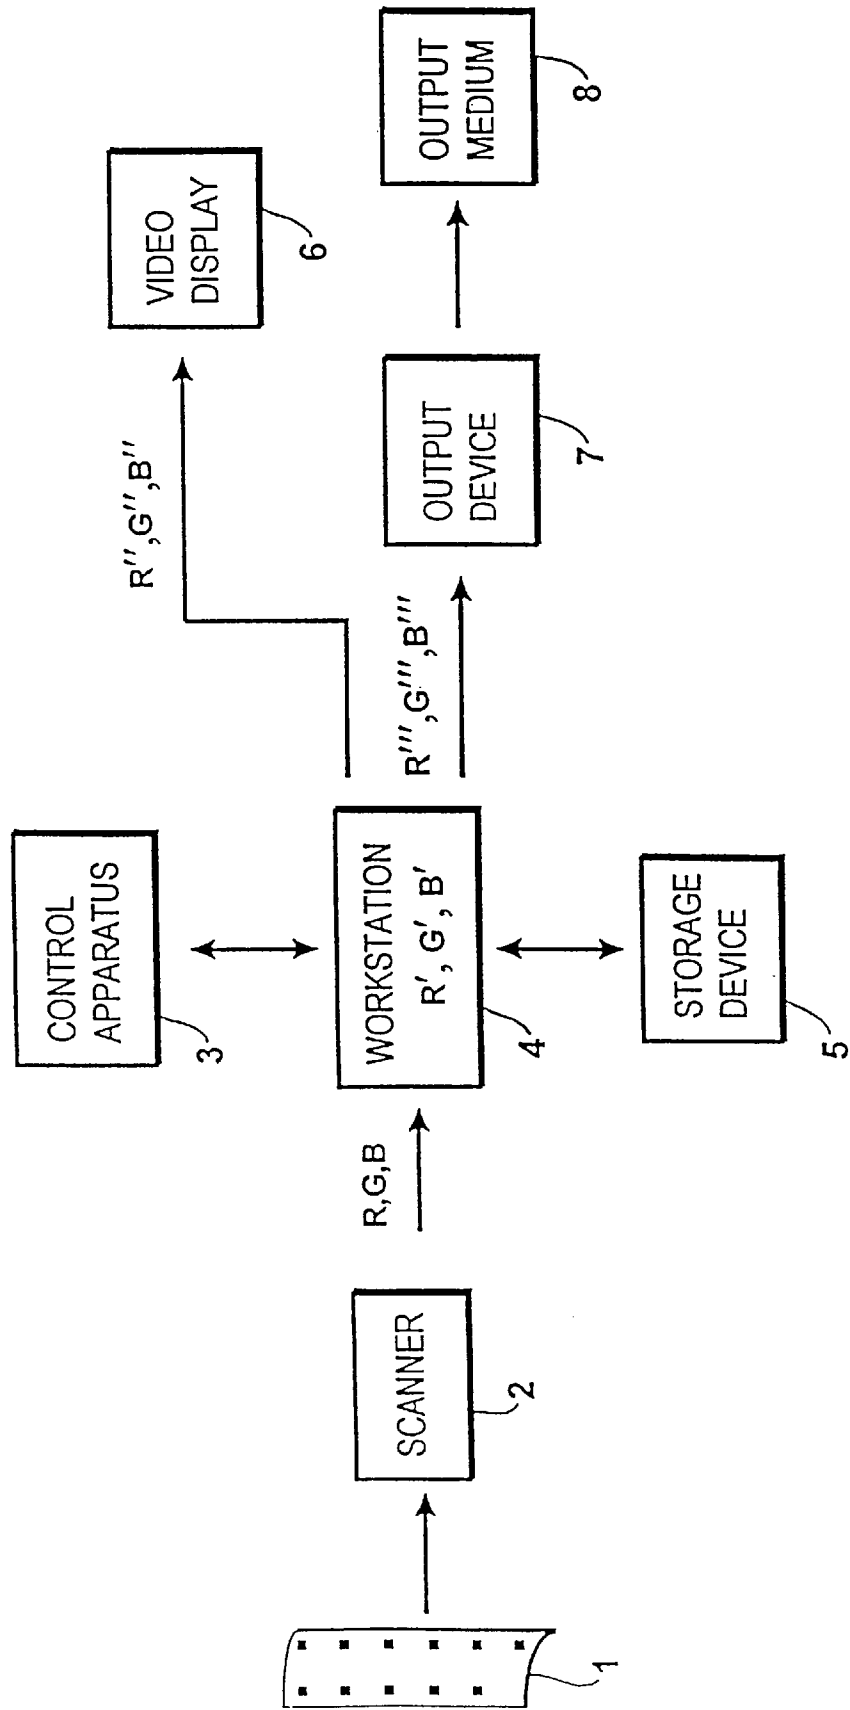 1
SCANNER
2
R,G,B
CONTROL
APPARATUS
3
WORKSTATION
R', G', B'
4
STORAGE
DEVICE
5
R'',G'',B''
VIDEO
DISPLAY
6
R''',G''',B'''
OUTPUT
DEVICE
7
OUTPUT
MEDIUM
8